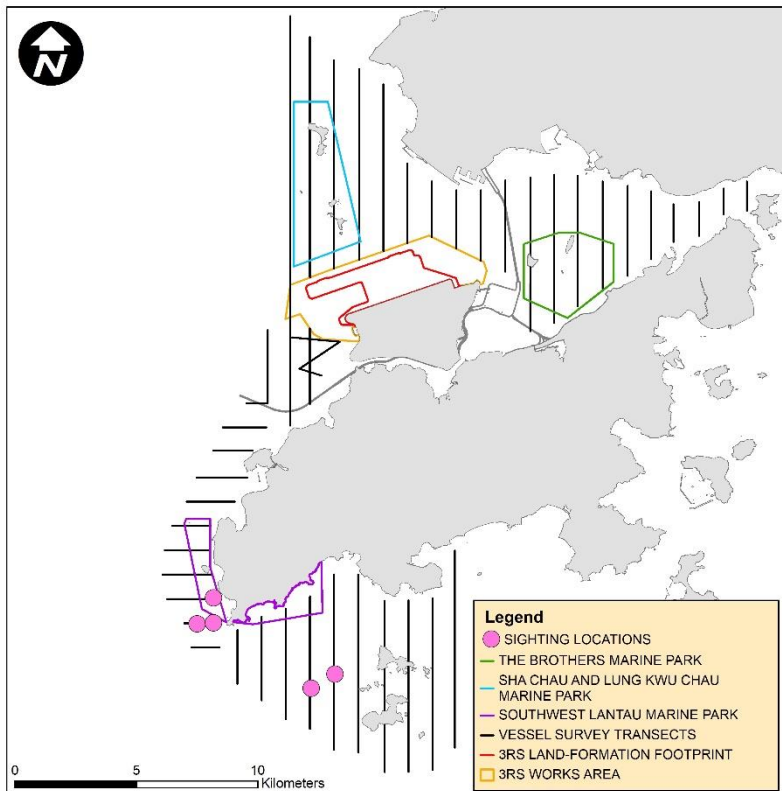 N
Legend
SIGHTING LOCATIONS
THE BROTHERS MARINE PARK
SHA CHAU AND LUNG KWU CHAU
MARINE PARK
SOUTHWEST LANTAU MARINE PARK
VESSEL SURVEY TRANSECTS
3RS LAND-FORMATION FOOTPRINT
3RS WORKS AREA
0 5 10
Kilometers